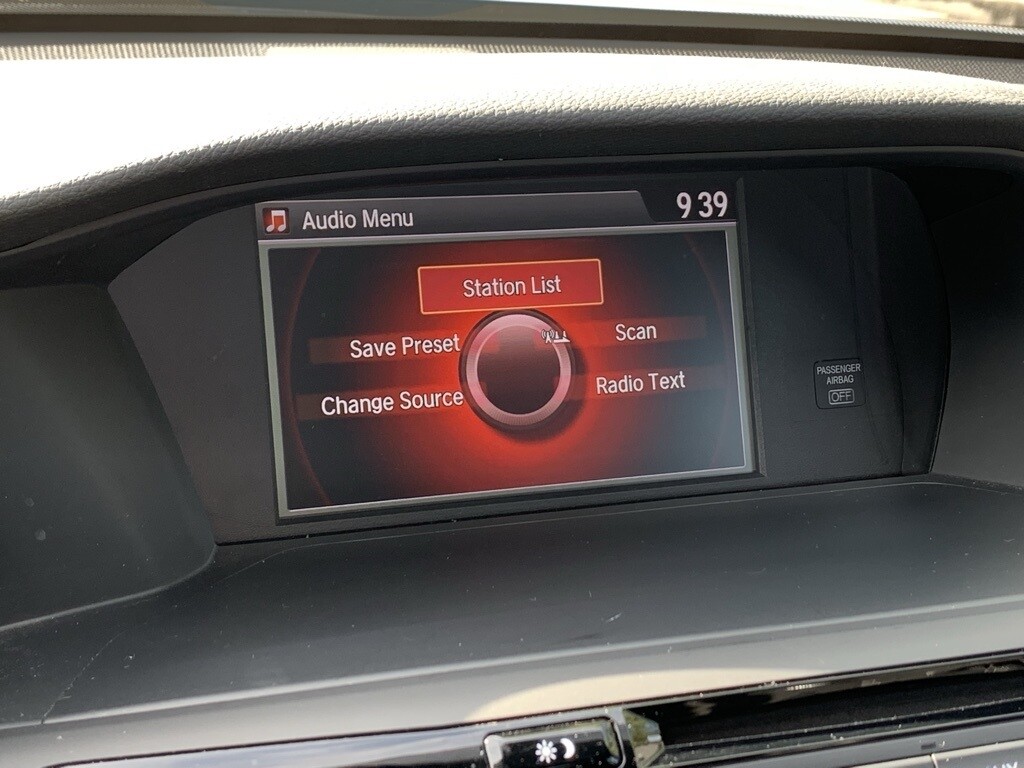 Audio Menu
9 39
Station List
Save Preset
Scan
Change Source
Radio Text
PASSENGER
AIRBAG
OFF